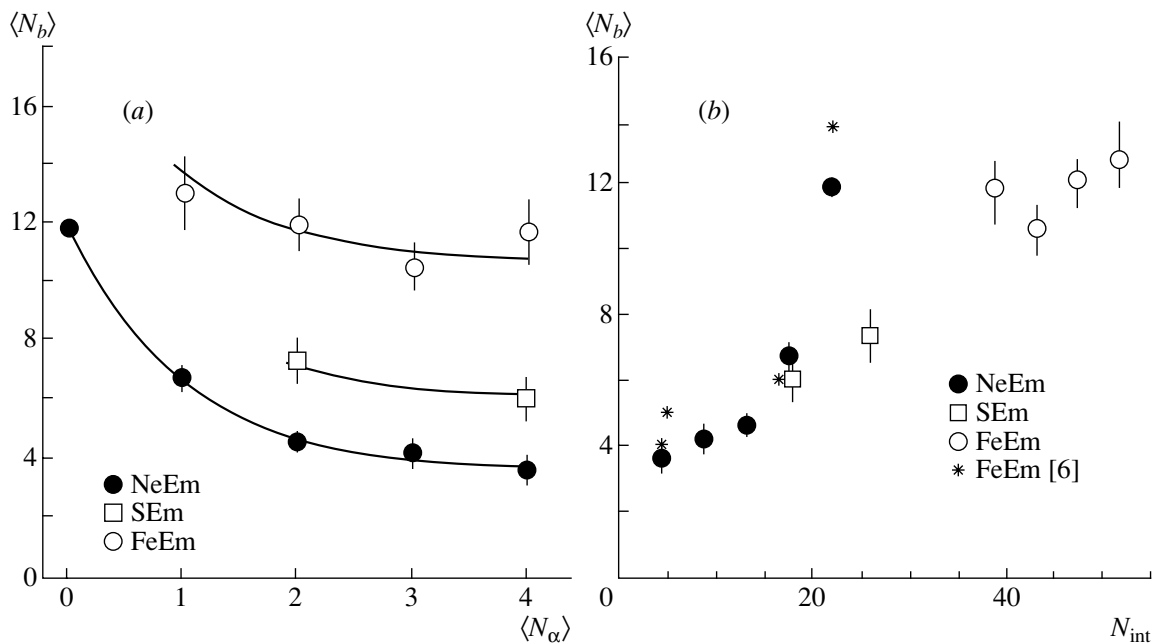 ⟨N_b⟩
16
12
8
4
0
(a)
NeEm
SEm
FeEm
0 1 2 3 4
⟨N_α⟩
⟨N_b⟩
16
12
8
4
0
(b)
NeEm
SEm
FeEm
FeEm [6]
20 40
N_int